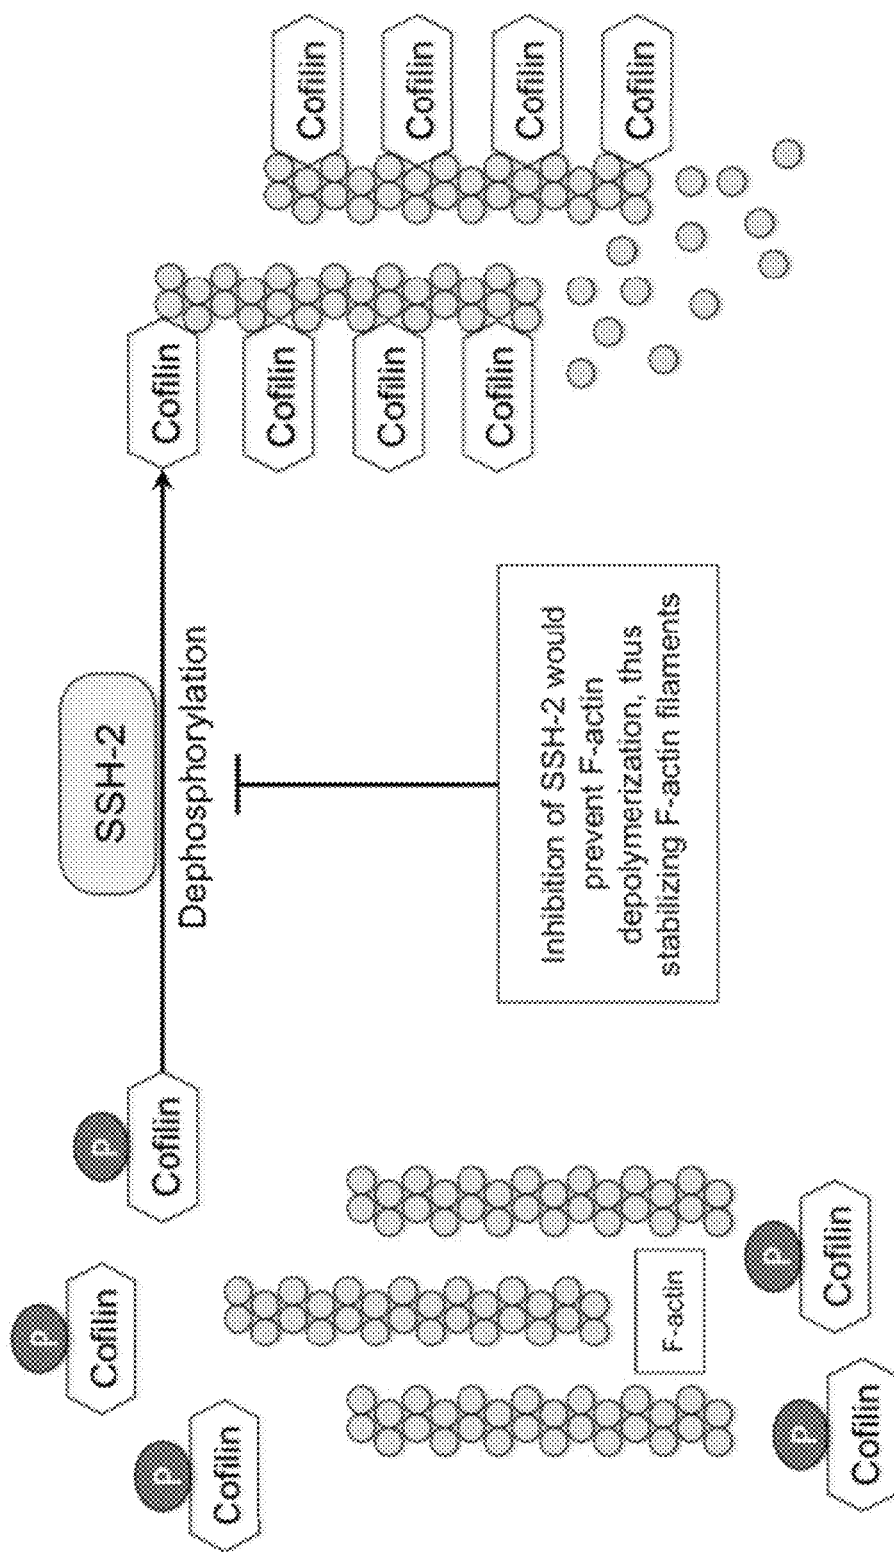 P
Cofilin
P
Cofilin
P
Cofilin
SSH-2
Dephosphorylation
Cofilin
Cofilin
Cofilin
Cofilin
Cofilin
Cofilin
Cofilin
Cofilin
Inhibition of SSH-2 would
prevent F-actin
depolymerization, thus
stabilizing F-actin filaments
F-actin
P
Cofilin
P
Cofilin